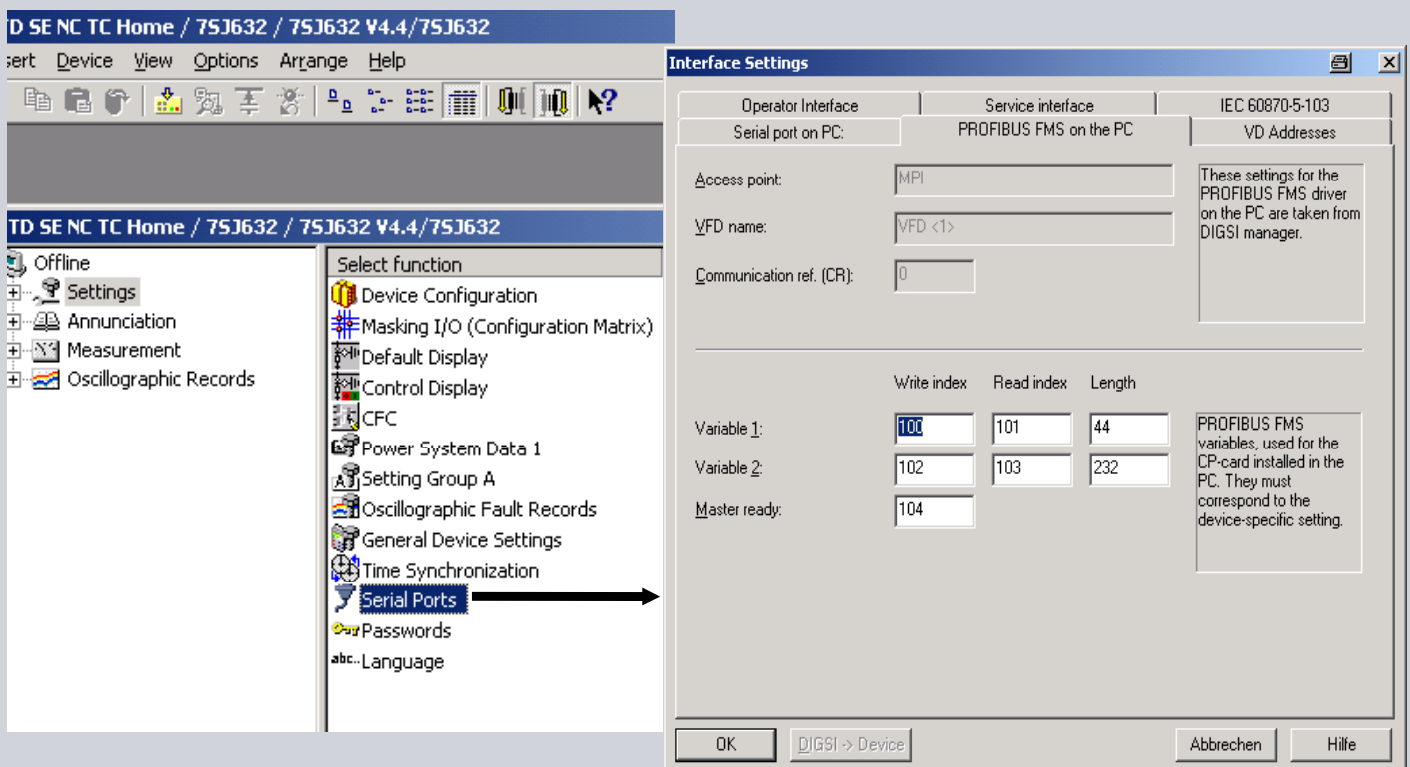 TD SE NC TC Home / 7SJ632 / 7SJ632 V4.4/7SJ632
sert Device View Options Arrange Help
TD SE NC TC Home / 7SJ632 / 7SJ632 V4.4/7SJ632
Offline
Settings
Annunciation
Measurement
Oscillographic Records
Select function
Device Configuration
Masking I/O (Configuration Matrix)
Default Display
Control Display
CFC
Power System Data 1
Setting Group A
Oscillographic Fault Records
General Device Settings
Time Synchronization
Serial Ports
Passwords
abc.. Language
Interface Settings
Operator Interface Service interface IEC 60870-5-103
Serial port on PC: PROFIBUS FMS on the PC VD Addresses
Access point: MPI
VFD name: VFD <1>
Communication ref. (CR): 0
These settings for the
PROFIBUS FMS driver
on the PC are taken from
DIGSI manager.
Write index Read index Length
Variable 1: 100 101 44
Variable 2: 102 103 232
Master ready: 104
PROFIBUS FMS
variables, used for the
CP-card installed in the
PC. They must
correspond to the
device-specific setting.
OK DIGSI -> Device Abbrechen Hilfe